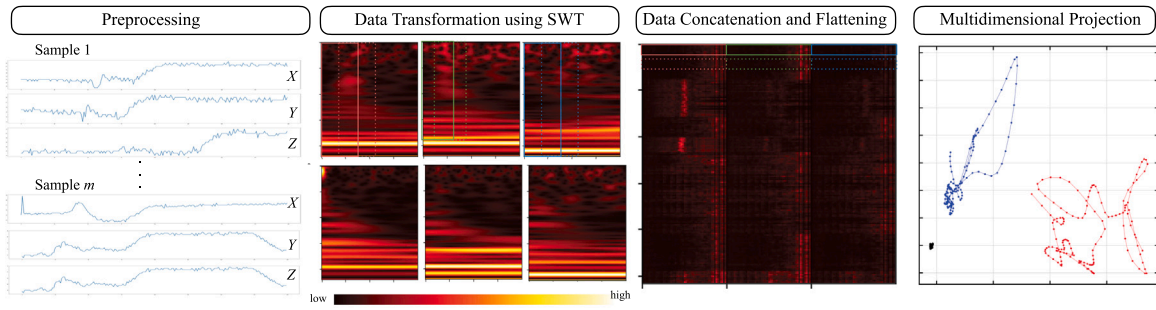 Preprocessing
Data Transformation using SWT
Data Concatenation and Flattening
Multidimensional Projection
Sample 1
X
Y
Z
Sample m
X
Y
Z
low
high